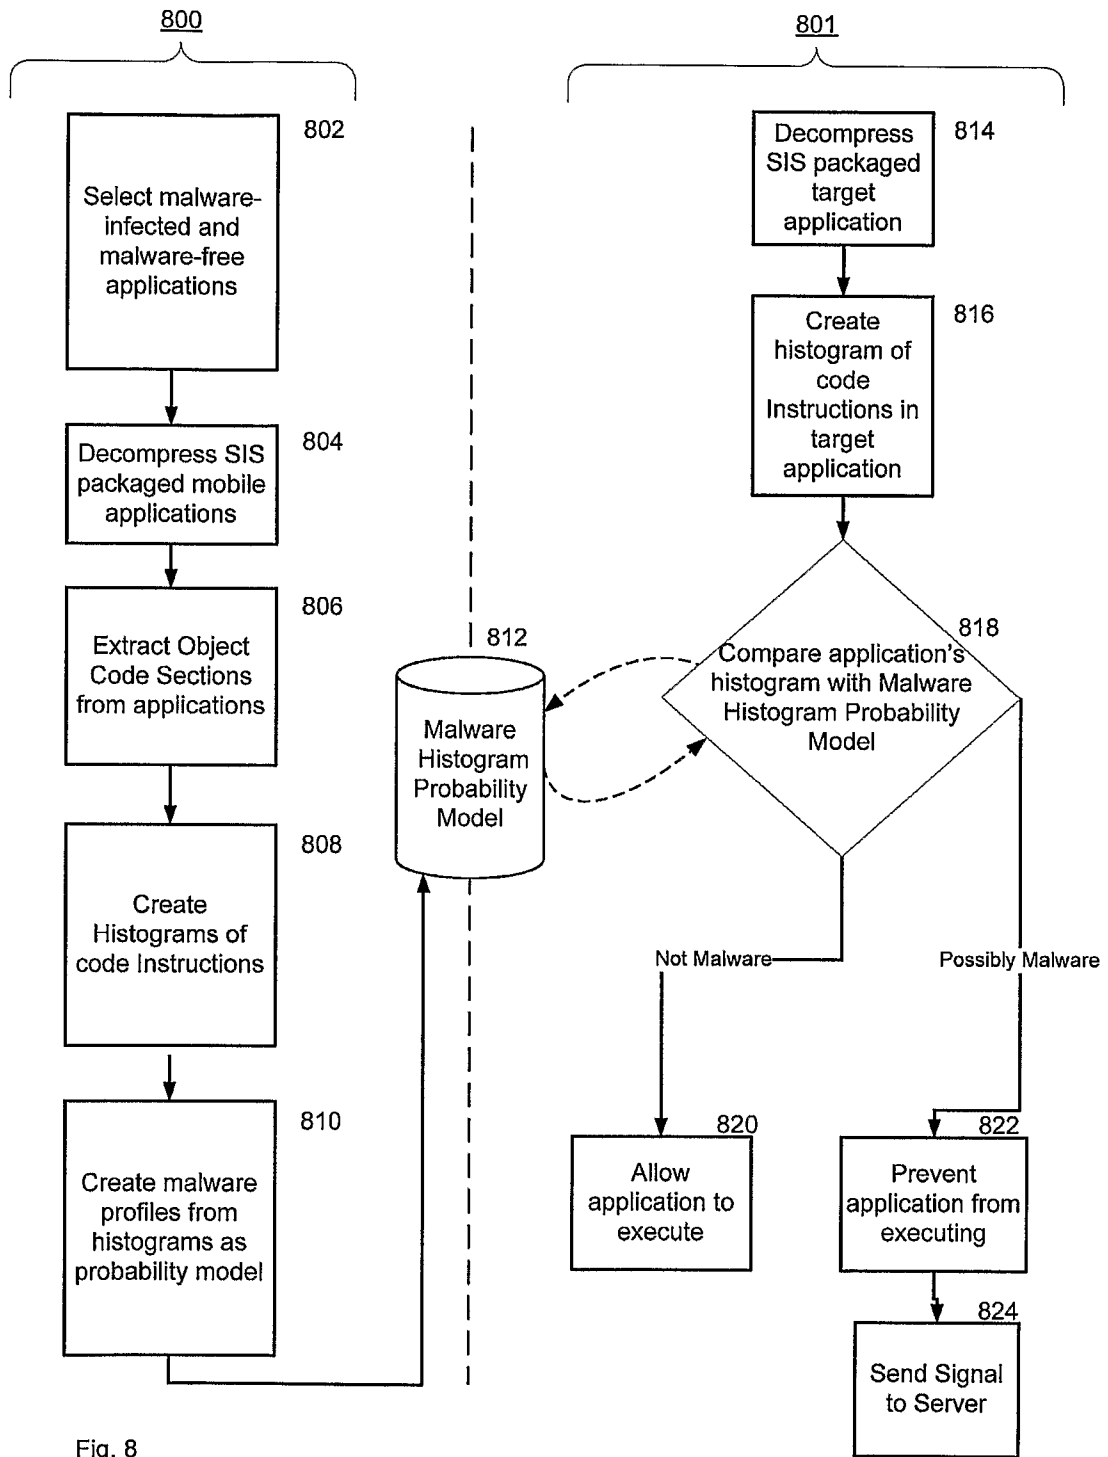 800
802
Select malware-
infected and
malware-free
applications
804
Decompress SIS
packaged mobile
applications
806
Extract Object
Code Sections
from applications
808
Create
Histograms of
code Instructions
810
Create malware
profiles from
histograms as
probability model
812
Malware
Histogram
Probability
Model
801
814
Decompress
SIS packaged
target
application
816
Create
histogram of
code
Instructions in
target
application
818
Compare application's
histogram with Malware
Histogram Probability
Model
Not Malware
Possibly Malware
820
Allow
application to
execute
822
Prevent
application from
executing
824
Send Signal
to Server
Fig. 8